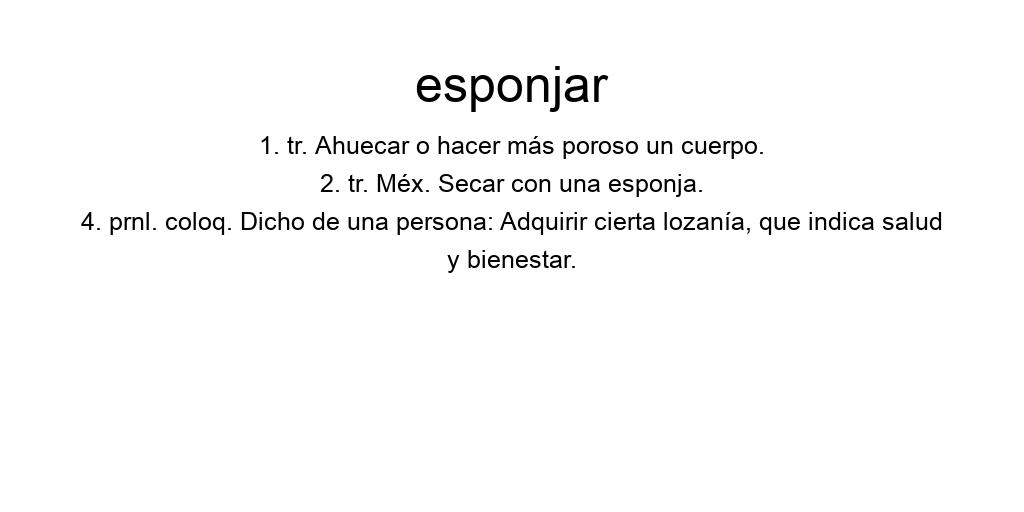 esponjar
1. tr. Ahuecar o hacer más poroso un cuerpo.
2. tr. Méx. Secar con una esponja.
4. prnl. coloq. Dicho de una persona: Adquirir cierta lozanía, que indica salud
y bienestar.